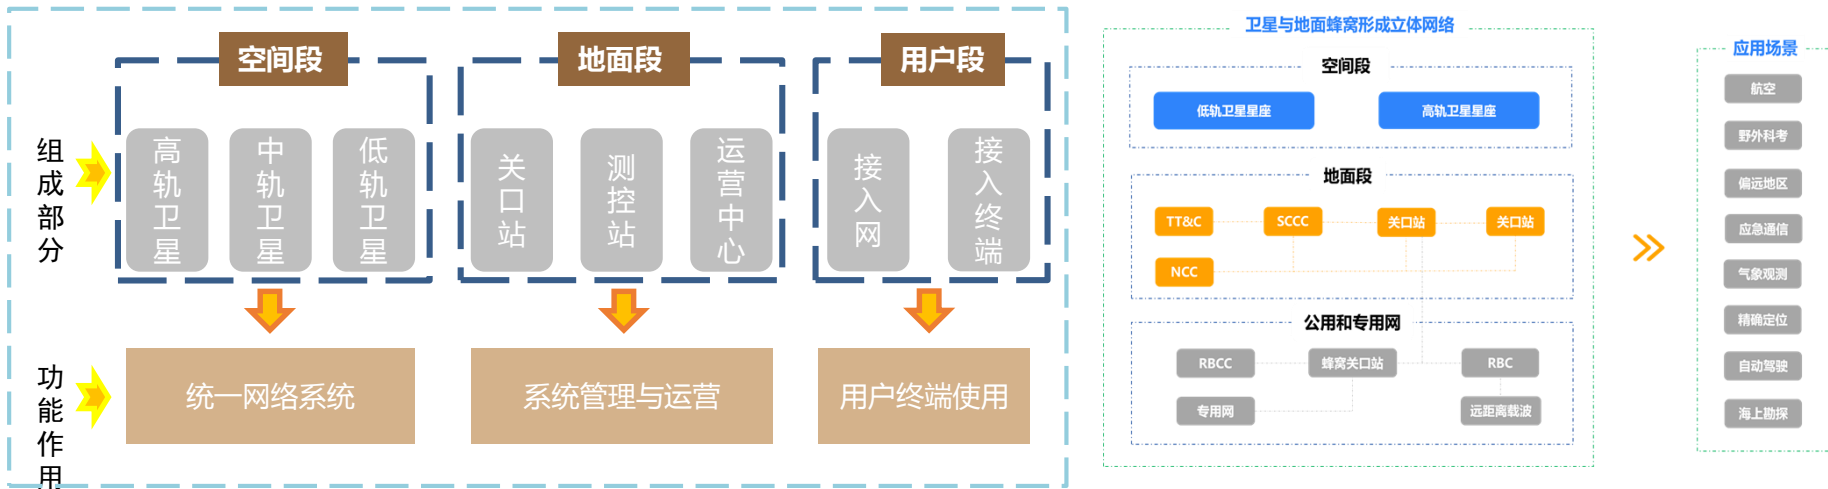 空间段
地面段
用户段
组成部分
高轨卫星
中轨卫星
低轨卫星
关口站
测控站
运营中心
接入网
接入终端
功能作用
统一网络系统
系统管理与运营
用户终端使用
卫星与地面蜂窝形成立体网络
空间段
低轨卫星星座
高轨卫星星座
地面段
TT&C
SCCC
关口站
关口站
NCC
公用和专用网
RBCC
蜂窝关口站
RBC
专用网
远距离载波
应用场景
航空
野外科考
偏远地区
应急通信
气象观测
精确定位
自动驾驶
海上勘探